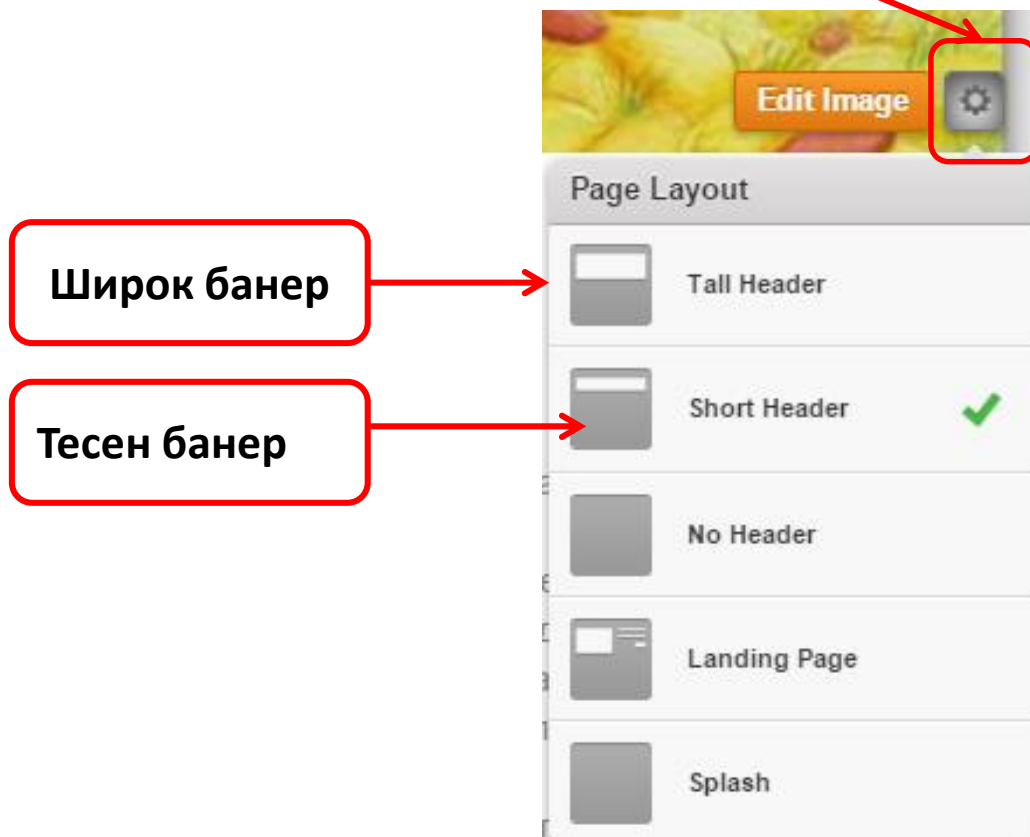 Edit Image
Page Layout
Широк банер
Tall Header
Тесен банер
Short Header
No Header
Landing Page
Splash